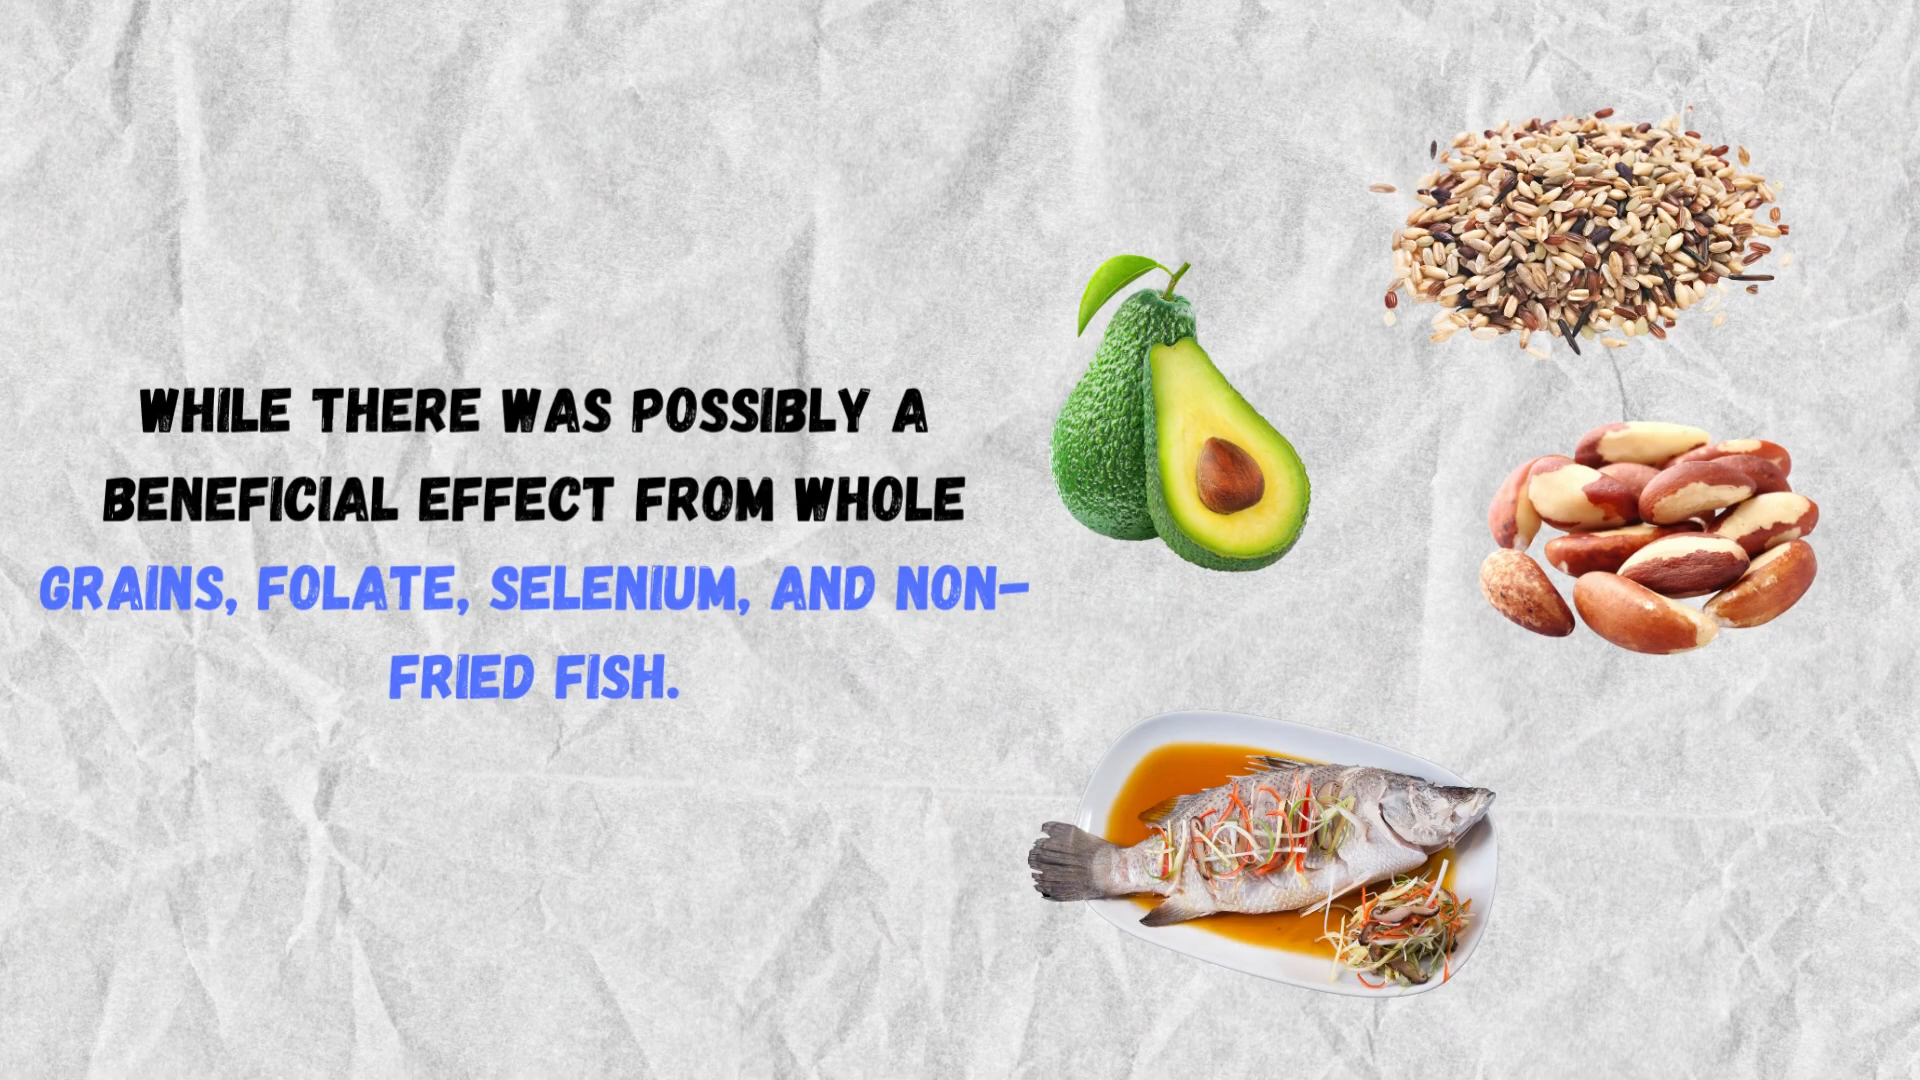 WHILE THERE WAS POSSIBLY A
BENEFICIAL EFFECT FROM WHOLE
GRAINS, FOLATE, SELENIUM, AND NON-
FRIED FISH.